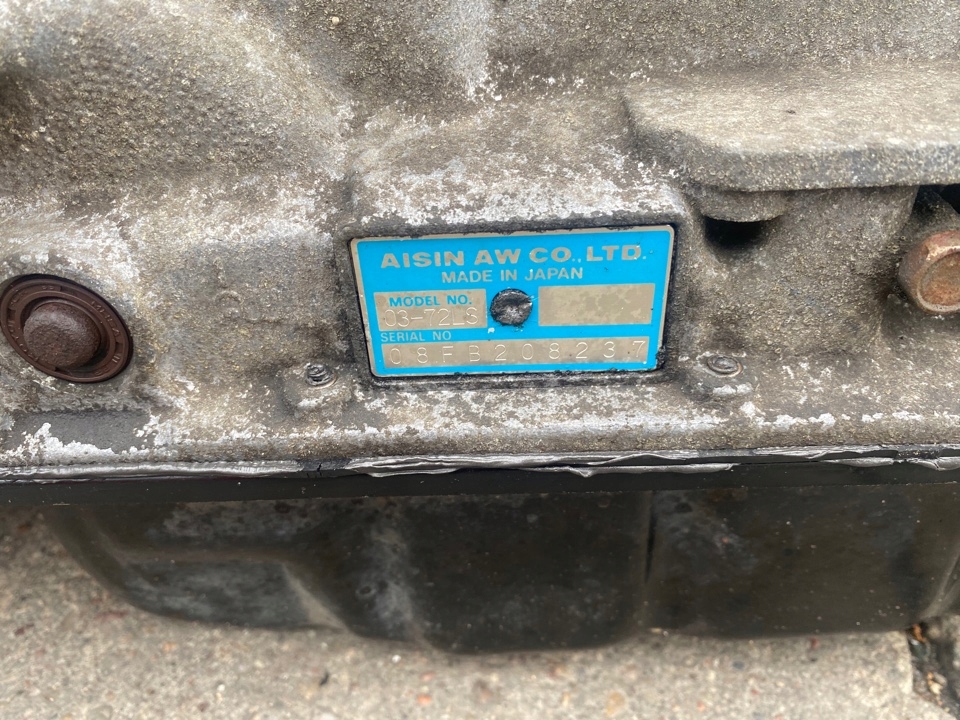 AISIN AW CO., LTD.
MADE IN JAPAN
MODEL NO.
03-72LS
SERIAL NO
08FB208237